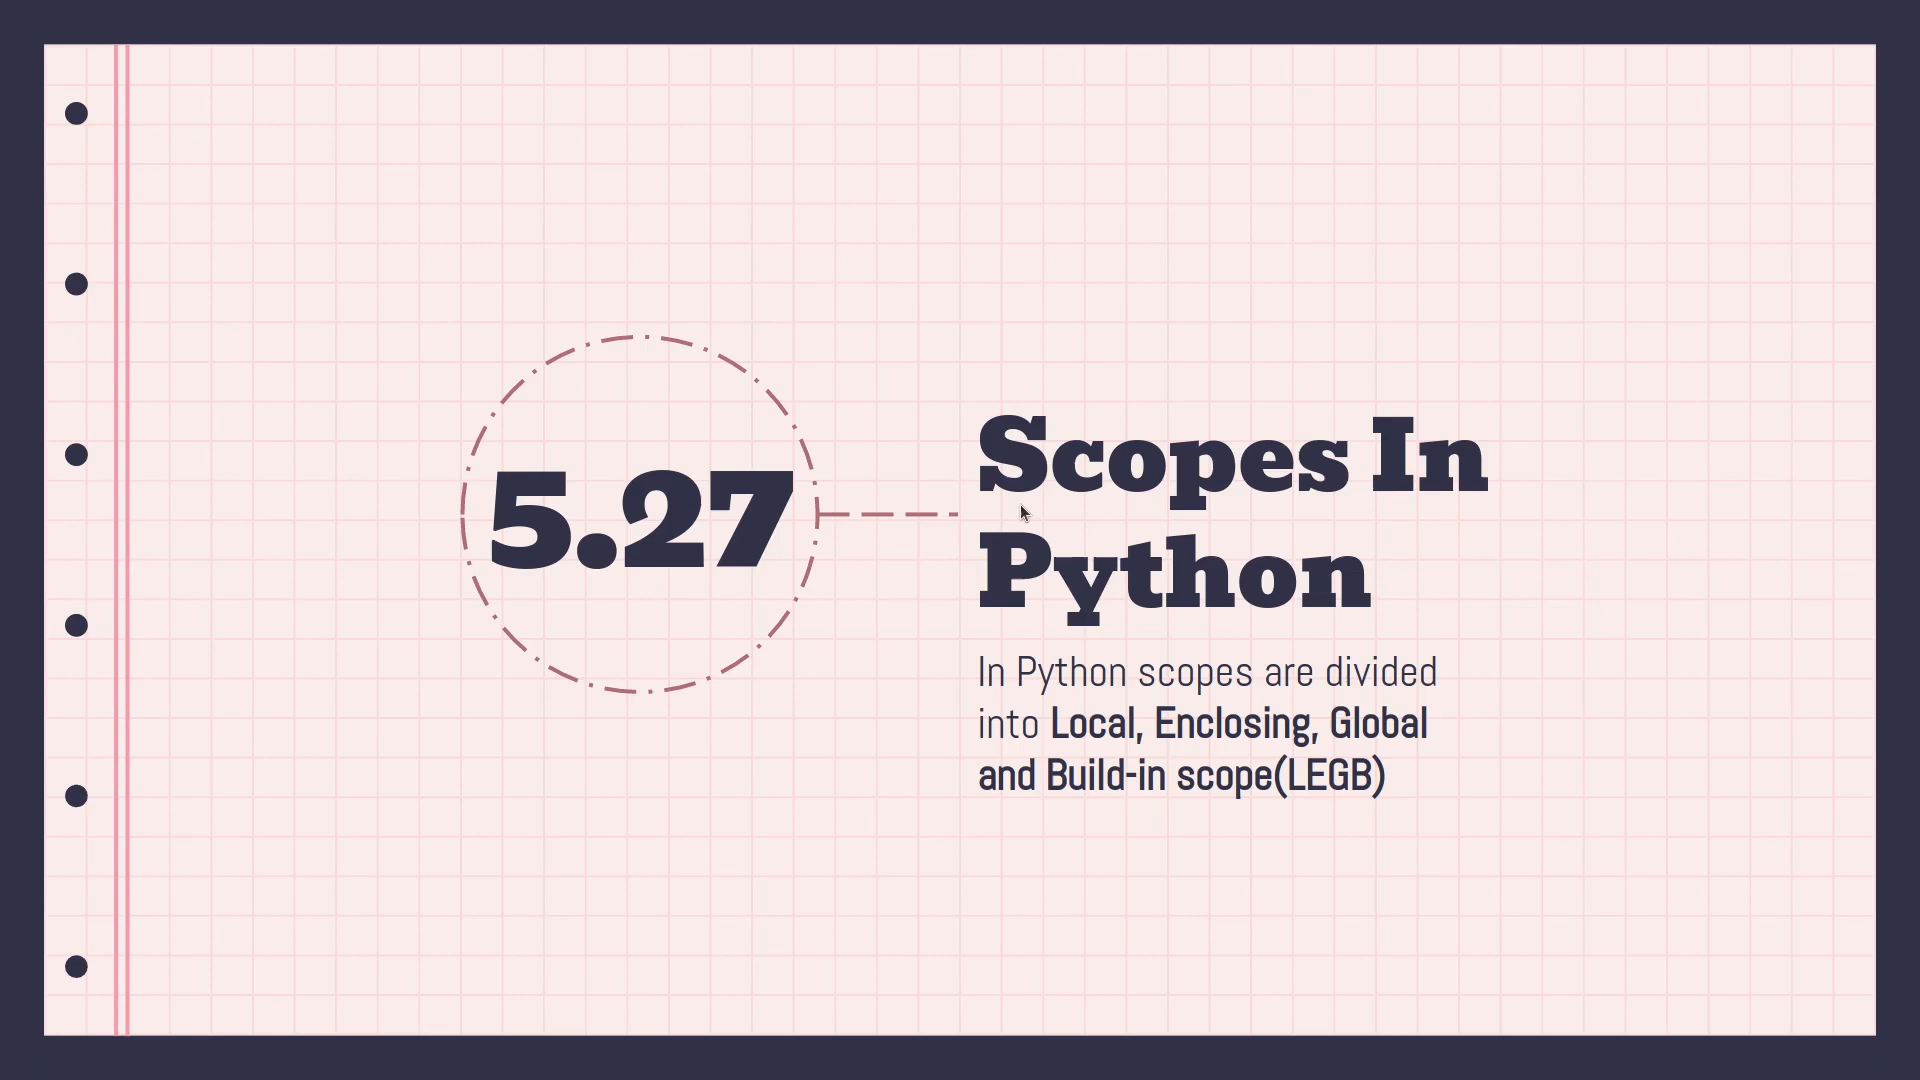 5.27
Scopes In
Python
In Python scopes are divided
into Local, Enclosing, Global
and Build-in scope(LEGB)